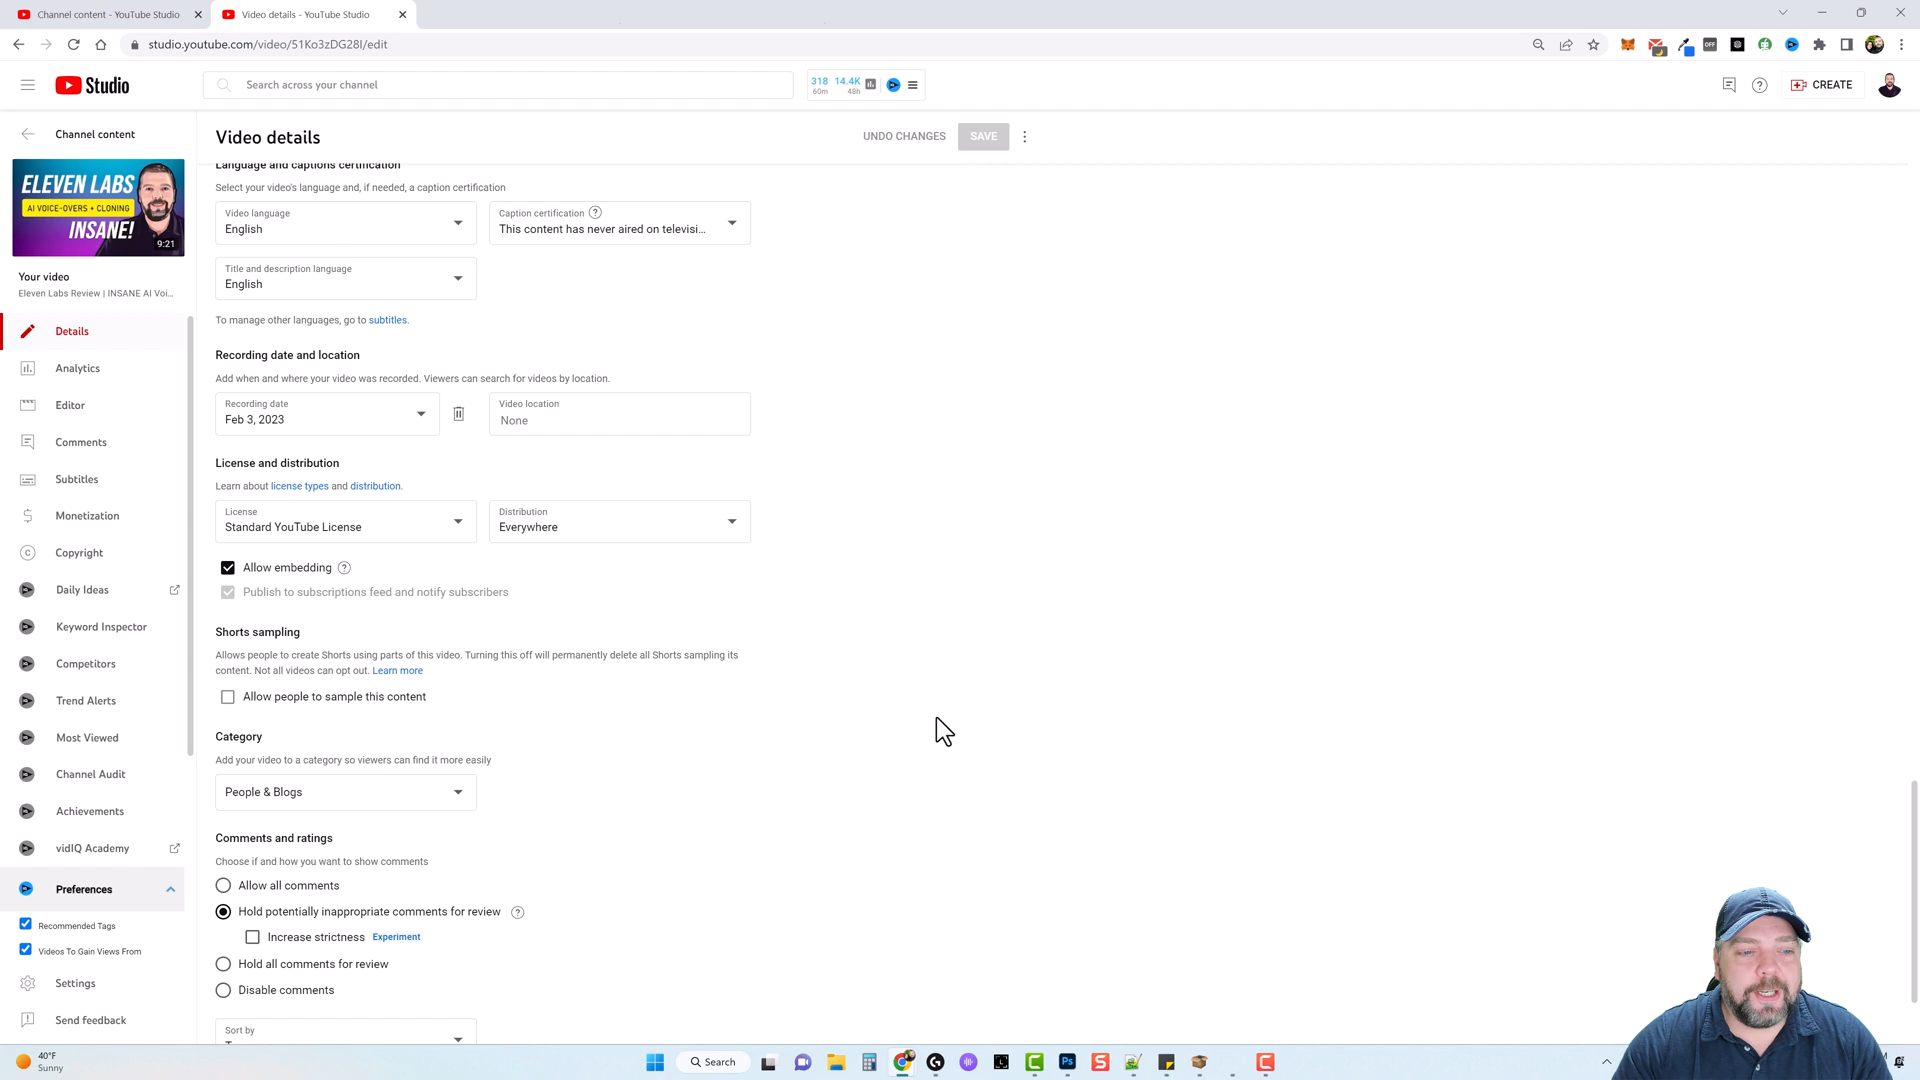 Channel content - YouTube Studio
Video details - YouTube Studio
studio.youtube.com/video/51Ko3zDG28I/edit
OFF
Studio
Search across your channel
318 14.4K
60m 48h
CREATE
Channel content
Video details
UNDO CHANGES
SAVE
ELEVEN LABS
AI VOICE-OVERS + CLONING
INSANE!
9:21
Your video
Eleven Labs Review | INSANE AI Voi...
Details
Analytics
Editor
Comments
Subtitles
Monetization
Copyright
Daily Ideas
Keyword Inspector
Competitors
Trend Alerts
Most Viewed
Channel Audit
Achievements
vidIQ Academy
Preferences
Recommended Tags
Videos To Gain Views From
Settings
Send feedback
Language and captions certification
Select your video's language and, if needed, a caption certification
Video language
English
Caption certification
This content has never aired on televisi...
Title and description language
English
To manage other languages, go to subtitles.
Recording date and location
Add when and where your video was recorded. Viewers can search for videos by location.
Recording date
Feb 3, 2023
Video location
None
License and distribution
Learn about license types and distribution.
License
Standard YouTube License
Distribution
Everywhere
Allow embedding
Publish to subscriptions feed and notify subscribers
Shorts sampling
Allows people to create Shorts using parts of this video. Turning this off will permanently delete all Shorts sampling its
content. Not all videos can opt out. Learn more
Allow people to sample this content
Category
Add your video to a category so viewers can find it more easily
People & Blogs
Comments and ratings
Choose if and how you want to show comments
Allow all comments
Hold potentially inappropriate comments for review
Increase strictness Experiment
Hold all comments for review
Disable comments
Sort by
40°F
Sunny
Search